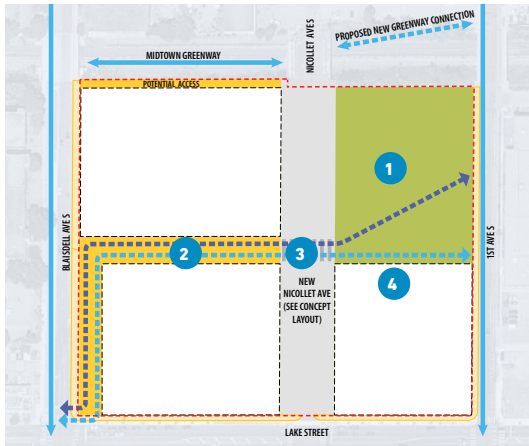 PROPOSED NEW GREENWAY CONNECTION
NICOLLET AVE S
MIDTOWN GREENWAY
POTENTIAL ACCESS
1
BLAISDELL AVE S
1ST AVE S
2
3
4
NEW
NICOLLET AVE
(SEE CONCEPT
LAYOUT)
LAKE STREET